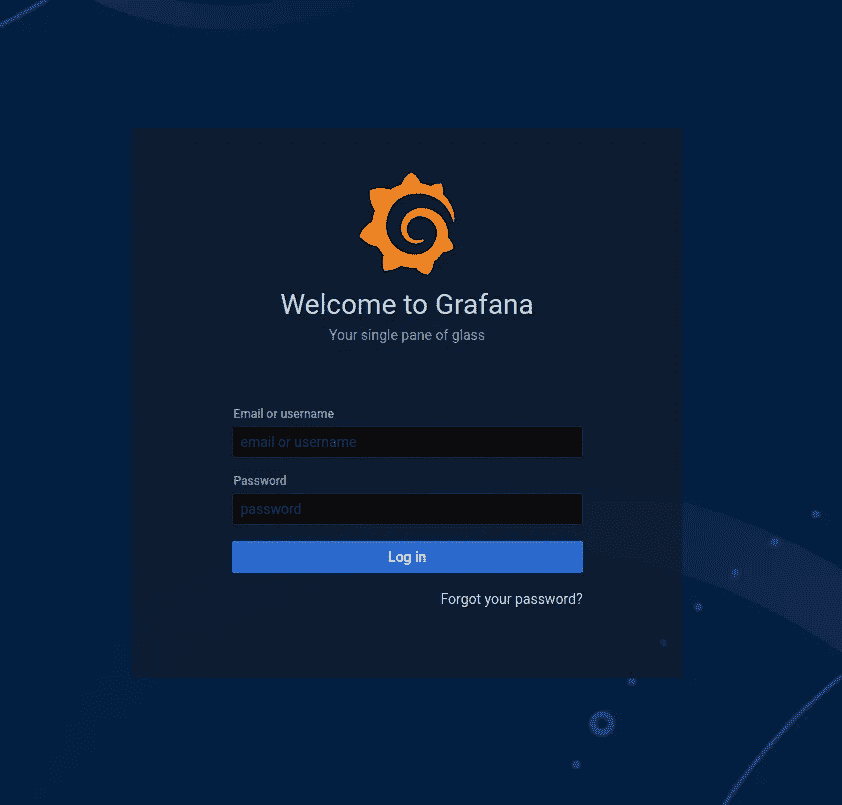 Welcome to Grafana
Your single pane of glass
Email or username
email or username
Password
password
Log in
Forgot your password?